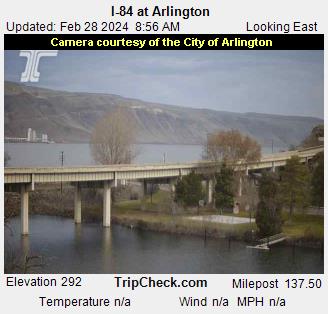 I-84 at Arlington
Updated: Feb 28 2024 8:56 AM Looking East
Camera courtesy of the City of Arlington
Elevation 292 TripCheck.com Milepost 137.50
Temperature n/a Wind n/a MPH n/a